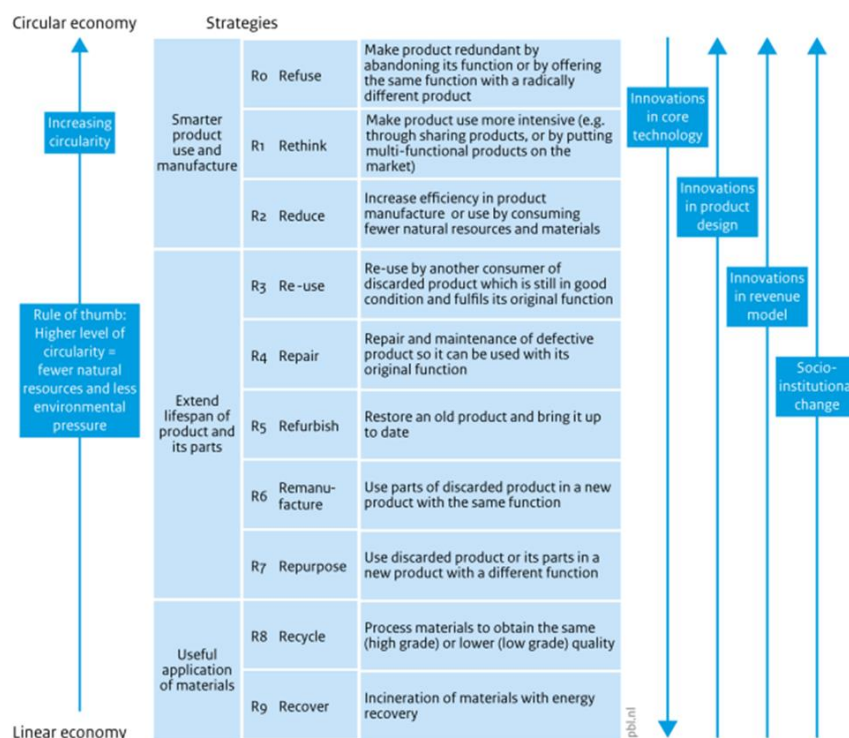 Circular economy
Strategies
Increasing
circularity
Rule of thumb:
Higher level of
circularity =
fewer natural
resources and less
environmental
pressure
Linear economy
Smarter
product
use and
manufacture
R0 Refuse
Make product redundant by
abandoning its function or by offering
the same function with a radically
different product
R1 Rethink
Make product use more intensive (e.g.
through sharing products, or by putting
multi-functional products on the
market)
R2 Reduce
Increase efficiency in product
manufacture or use by consuming
fewer natural resources and materials
Extend
lifespan of
product and
its parts
R3 Re-use
Re-use by another consumer of
discarded product which is still in good
condition and fulfils its original function
R4 Repair
Repair and maintenance of defective
product so it can be used with its
original function
R5 Refurbish
Restore an old product and bring it up
to date
R6 Remanu-
facture
Use parts of discarded product in a new
product with the same function
R7 Repurpose
Use discarded product or its parts in a
new product with a different function
Useful
application
of materials
R8 Recycle
Process materials to obtain the same
(high grade) or lower (low grade) quality
R9 Recover
Incineration of materials with energy
recovery
Innovations
in core
technology
Innovations
in product
design
Innovations
in revenue
model
Socio-
institutional
change
pbl.nl